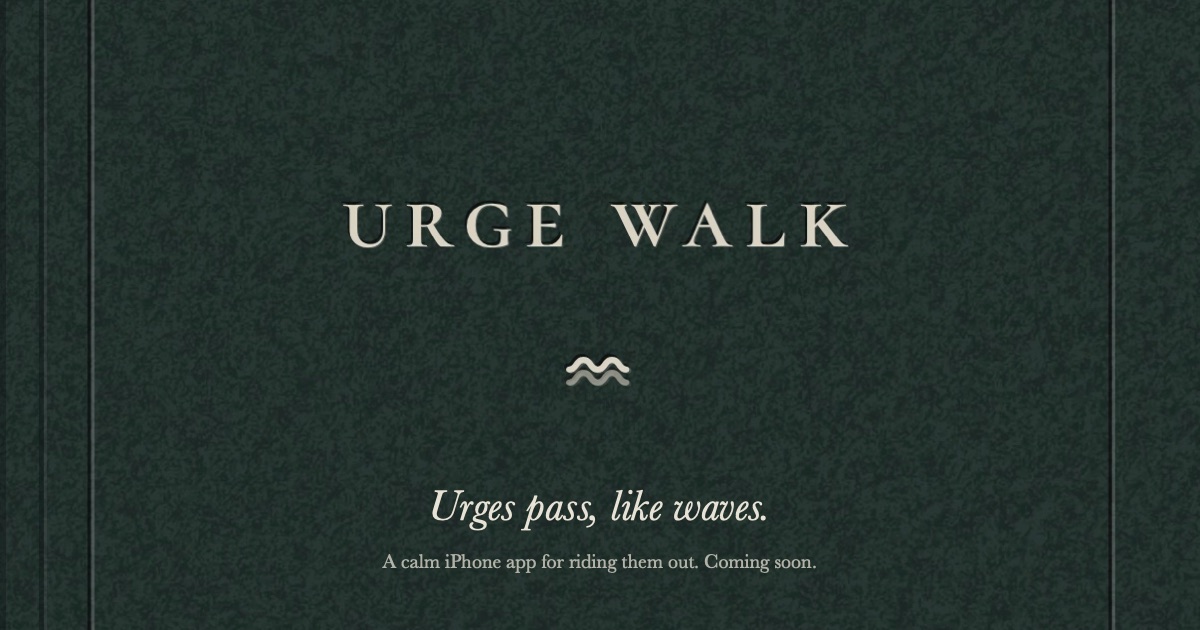 URGE WALK
Urges pass, like waves.
A calm iPhone app for riding them out. Coming soon.